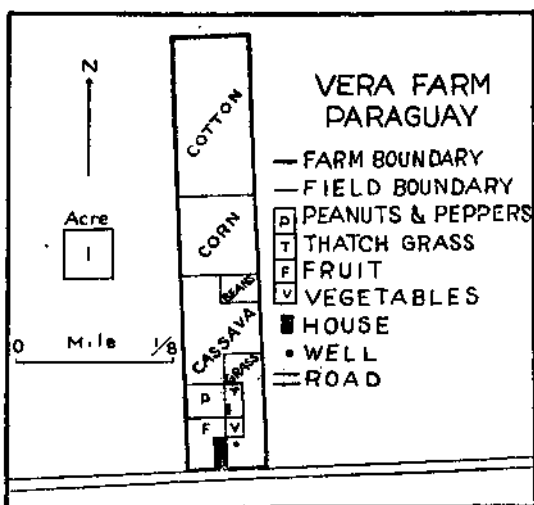 N
Acre
1
0 Mile 1/8
COTTON
CORN
BEANS
CASSAVA
GRASS
P T
F V
VERA FARM
PARAGUAY
FARM BOUNDARY
FIELD BOUNDARY
P PEANUTS & PEPPERS
T THATCH GRASS
F FRUIT
V VEGETABLES
HOUSE
WELL
ROAD